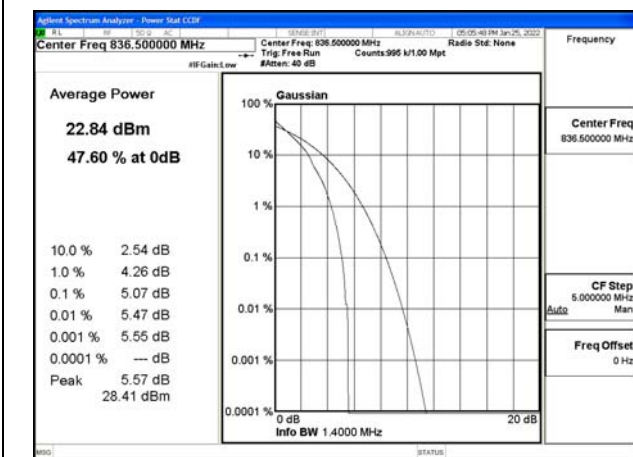 Agilent Spectrum Analyzer - Power Stat CCDF
RL RF 50 Ω AC SENSE:INT ALIGN AUTO 05:05:48 PM Jan 25, 2022
Center Freq 836.500000 MHz
Center Freq: 836.500000 MHz Radio Std: None
Trig: Free Run Counts:995 k/1.00 Mpt
#IFGain:Low #Atten: 40 dB
Frequency
Average Power
22.84 dBm
47.60 % at 0dB
10.0 % 2.54 dB
1.0 % 4.26 dB
0.1 % 5.07 dB
0.01 % 5.47 dB
0.001 % 5.55 dB
0.0001 % --- dB
Peak 5.57 dB
28.41 dBm
Gaussian
100 %
10 %
1 %
0.1 %
0.01 %
0.001 %
0.0001 %
0 dB 20 dB
Info BW 1.4000 MHz
Center Freq
836.500000 MHz
CF Step
5.000000 MHz
Auto Man
Freq Offset
0 Hz
MSG STATUS